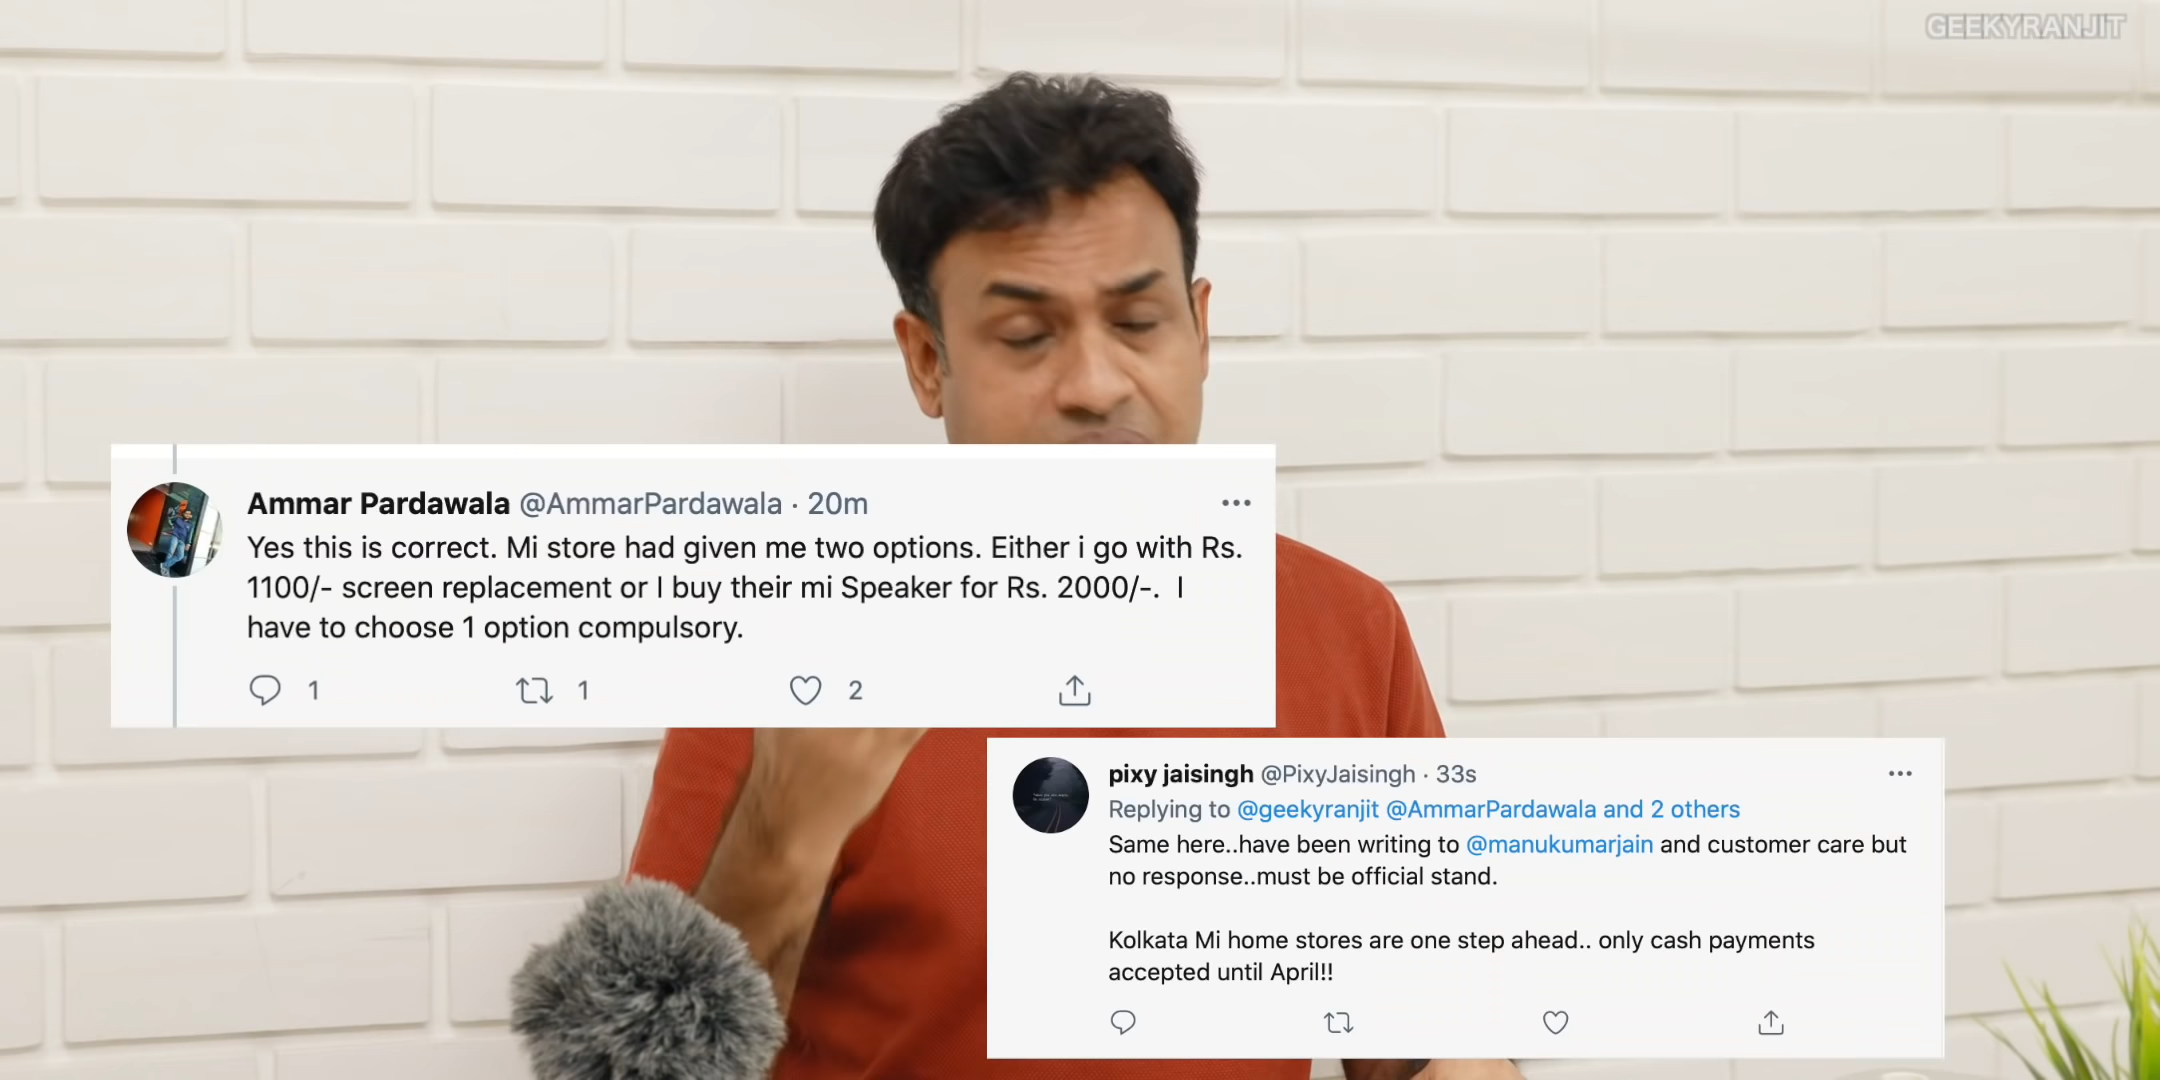 GEEKYRANJIT
Ammar Pardawala @AmmarPardawala · 20m
Yes this is correct. Mi store had given me two options. Either i go with Rs.
1100/- screen replacement or I buy their mi Speaker for Rs. 2000/-.  I
have to choose 1 option compulsory.
1 1 2
pixy jaisingh @PixyJaisingh · 33s
Replying to @geekyranjit @AmmarPardawala and 2 others
Same here..have been writing to @manukumarjain and customer care but
no response..must be official stand.
Kolkata Mi home stores are one step ahead.. only cash payments
accepted until April!!